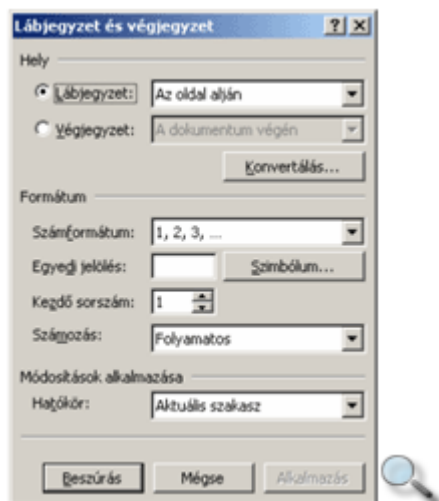 Lábjegyzet és végjegyzet
Hely
Lábjegyzet: Az oldal alján
Végjegyzet: A dokumentum végén
Konvertálás...
Formátum
Számformátum: 1, 2, 3, ...
Egyedi jelölés: Szimbólum...
Kezdő sorszám: 1
Számozás: Folyamatos
Módosítások alkalmazása
Hatókör: Aktuális szakasz
Beszúrás Mégse Alkalmazás